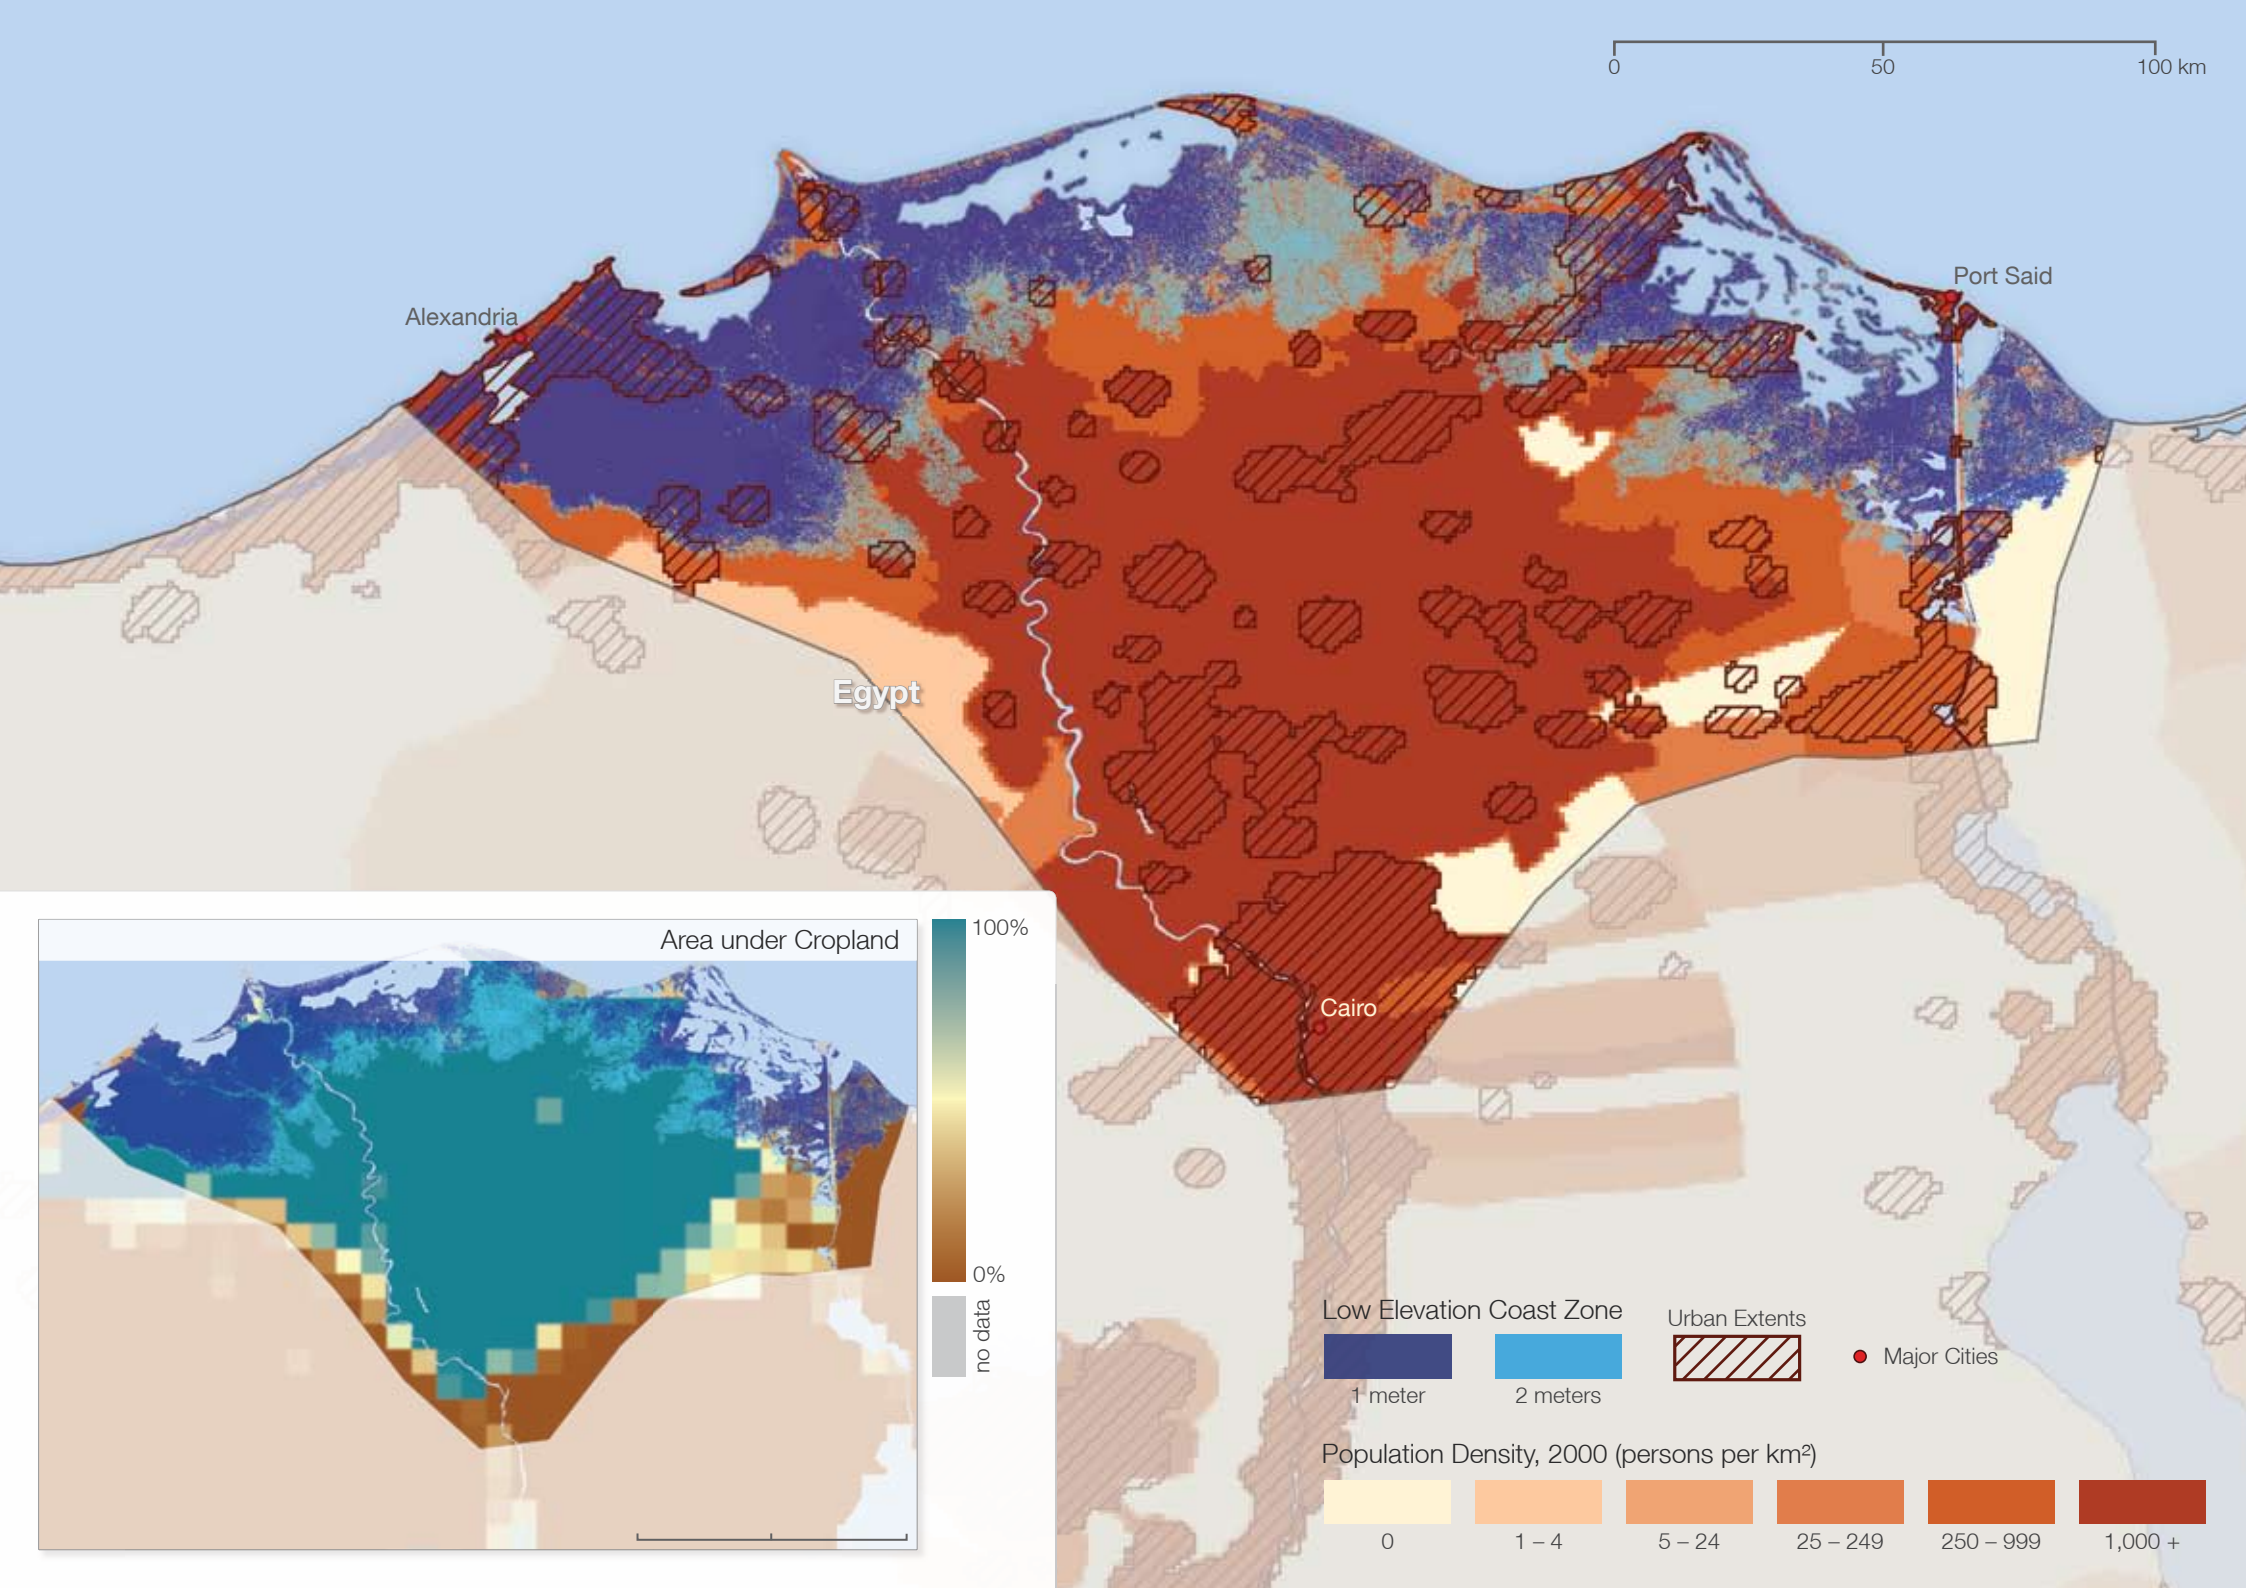 0
50
100 km
Port Said
Alexandria
Egypt
Cairo
Area under Cropland
100%
0%
no data
Low Elevation Coast Zone
1 meter
2 meters
Urban Extents
Major Cities
Population Density, 2000 (persons per km²)
0
1 – 4
5 – 24
25 – 249
250 – 999
1,000 +